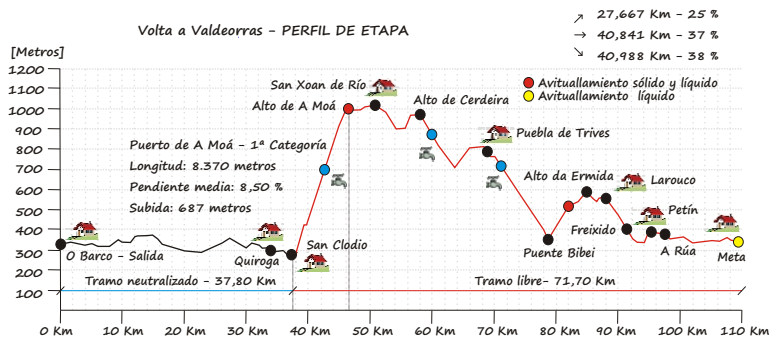 Volta a Valdeorras - PERFIL DE ETAPA
27,667 Km - 25 %
40,841 Km - 37 %
40,988 Km - 38 %
[Metros]
1200
1100
1000
900
800
700
600
500
400
300
200
100
Avituallamiento sólido y líquido
Avituallamiento líquido
San Xoan de Río
Alto de A Moá
Alto de Cerdeira
Puebla de Trives
Puerto de A Moá - 1ª Categoría
Longitud: 8.370 metros
Pendiente media: 8,50 %
Subida: 687 metros
Alto da Ermida
Larouco
Petín
Freixido
O Barco - Salida
Quiroga
San Clodio
Puente Bibei
A Rúa
Meta
Tramo neutralizado - 37,80 Km
Tramo libre- 71,70 Km
0 Km
10 Km
20 Km
30 Km
40 Km
50 Km
60 Km
70 Km
80 Km
90 Km
100 Km
110 Km